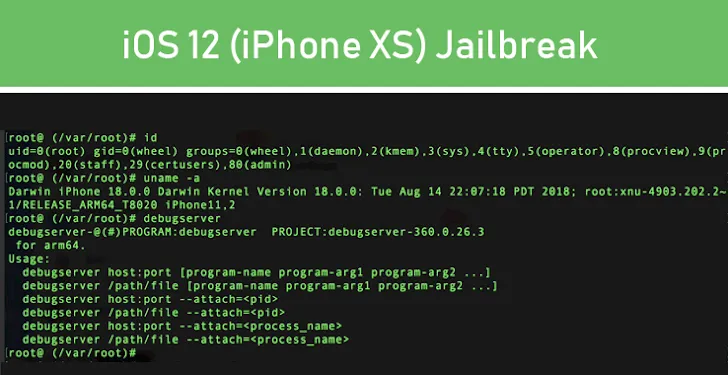 iOS 12 (iPhone XS) Jailbreak
[root@ (/var/root)# id
uid=0(root) gid=0(wheel) groups=0(wheel),1(daemon),2(kmem),3(sys),4(tty),5(operator),8(procview),9(pr
ocmod),20(staff),29(certusers),80(admin)
[root@ (/var/root)# uname -a
Darwin iPhone 18.0.0 Darwin Kernel Version 18.0.0: Tue Aug 14 22:07:18 PDT 2018; root:xnu-4903.202.2~
1/RELEASE_ARM64_T8020 iPhone11,2
[root@ (/var/root)# debugserver
debugserver-@(#)PROGRAM:debugserver  PROJECT:debugserver-360.0.26.3
 for arm64.
Usage:
  debugserver host:port [program-name program-arg1 program-arg2 ...]
  debugserver /path/file [program-name program-arg1 program-arg2 ...]
  debugserver host:port --attach=<pid>
  debugserver /path/file --attach=<pid>
  debugserver host:port --attach=<process_name>
  debugserver /path/file --attach=<process_name>
[root@ (/var/root)#